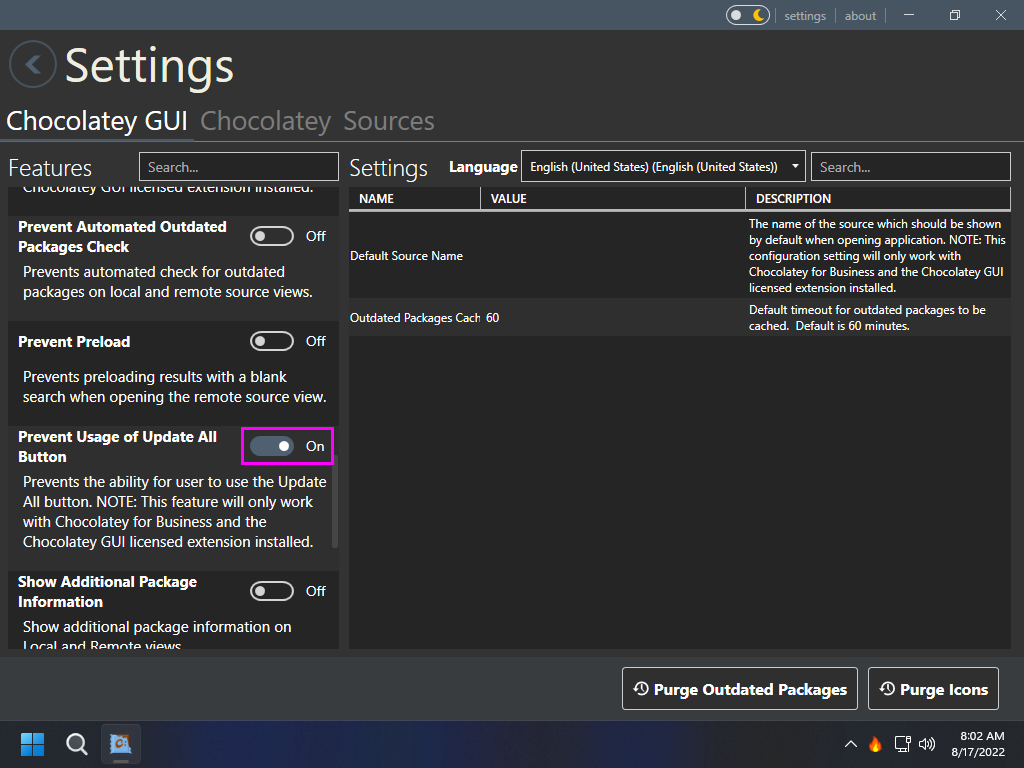 settings
about
Settings
Chocolatey GUI
Chocolatey
Sources
Features
Search...
Chocolatey GUI licensed extension installed.
Prevent Automated Outdated
Packages Check
Off
Prevents automated check for outdated
packages on local and remote source views.
Prevent Preload
Off
Prevents preloading results with a blank
search when opening the remote source view.
Prevent Usage of Update All
Button
On
Prevents the ability for user to use the Update
All button. NOTE: This feature will only work
with Chocolatey for Business and the
Chocolatey GUI licensed extension installed.
Show Additional Package
Information
Off
Show additional package information on
Local and Remote views
Settings
Language
English (United States) (English (United States))
Search...
NAME
VALUE
DESCRIPTION
Default Source Name
The name of the source which should be shown
by default when opening application. NOTE: This
configuration setting will only work with
Chocolatey for Business and the Chocolatey GUI
licensed extension installed.
Outdated Packages Cach
60
Default timeout for outdated packages to be
cached. Default is 60 minutes.
Purge Outdated Packages
Purge Icons
8:02 AM
8/17/2022